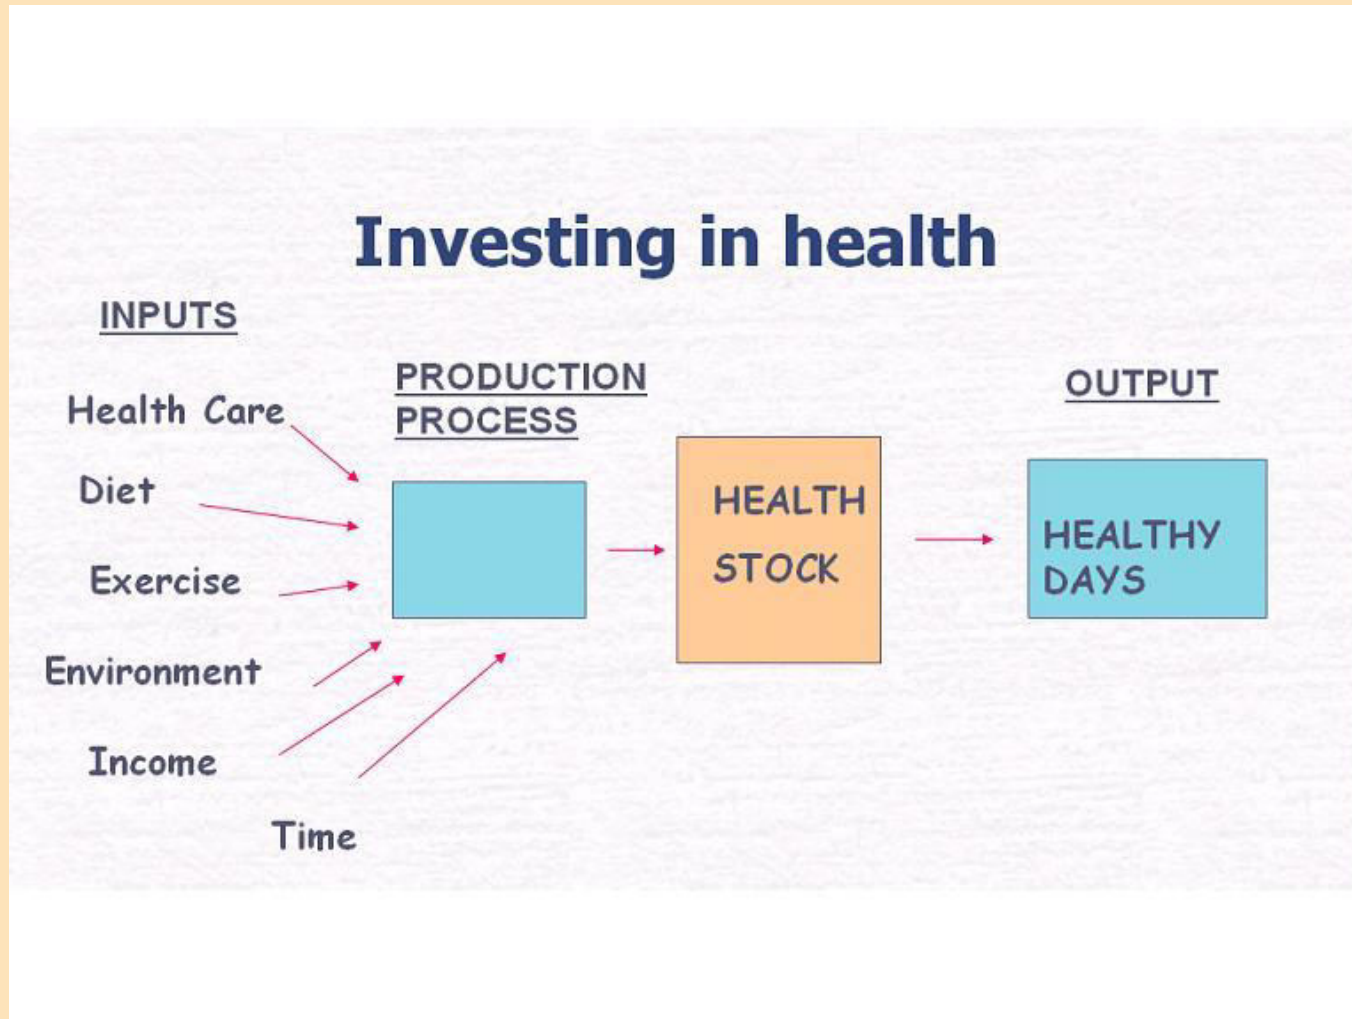 Investing in health
INPUTS
Health Care
Diet
Exercise
Environment
Income
Time
PRODUCTION
PROCESS
HEALTH
STOCK
OUTPUT
HEALTHY
DAYS